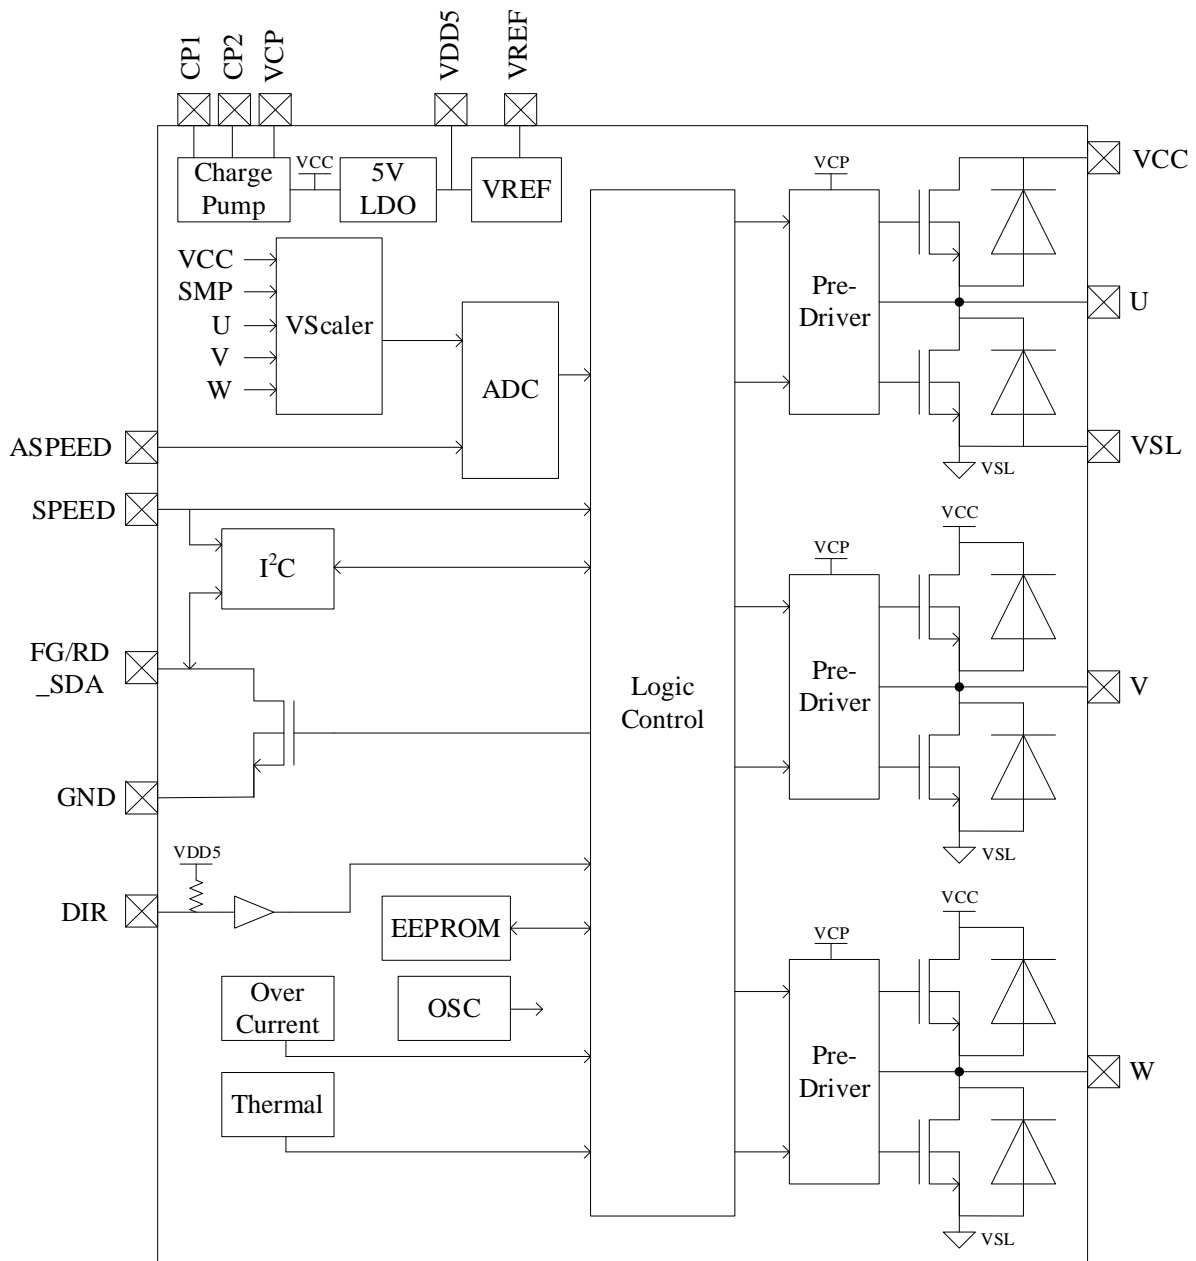 CP1
CP2
VCP
VDD5
VREF
Charge
Pump
VCC
5V
LDO
VREF
VCC
SMP
U
V
W
VScaler
ADC
ASPEED
SPEED
I²C
FG/RD
_SDA
GND
VDD5
DIR
EEPROM
Over
Current
OSC
Thermal
Logic
Control
VCP
Pre-
Driver
VCC
U
VSL
VSL
VCC
VCP
Pre-
Driver
V
VSL
VCC
VCP
Pre-
Driver
W
VSL